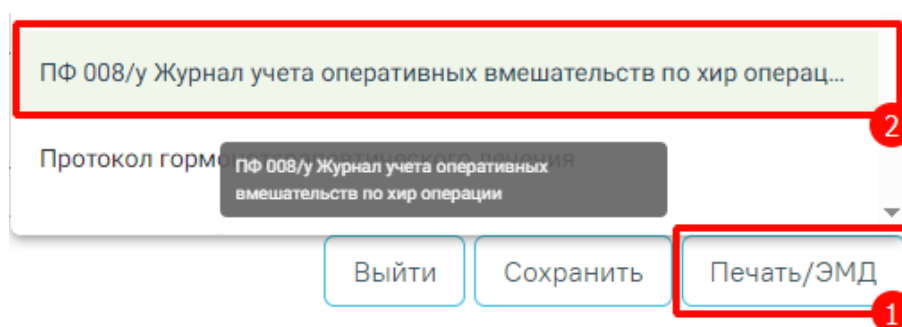 ПФ 008/у Журнал учета оперативных вмешательств по хир операц...
2
Протокол
ПФ 008/у Журнал учета оперативных
вмешательств по хир операции
Выйти
Сохранить
Печать/ЭМД
1